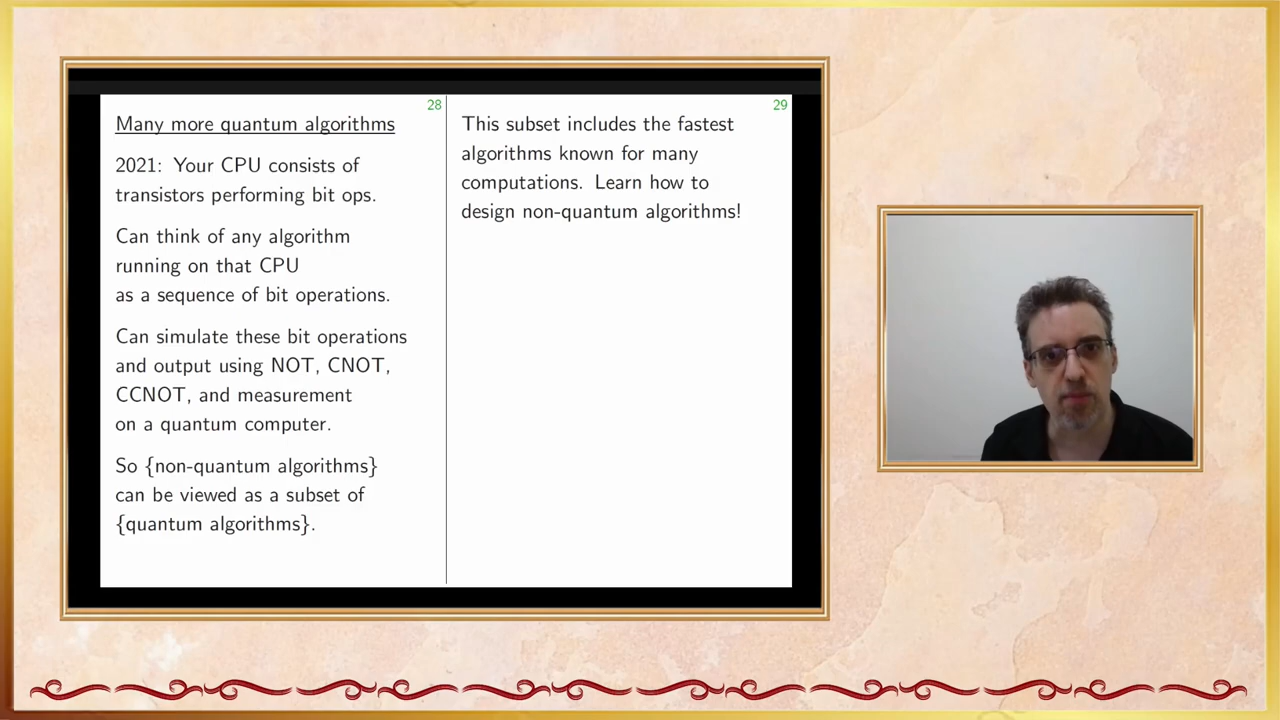 28
Many more quantum algorithms
2021: Your CPU consists of
transistors performing bit ops.
Can think of any algorithm
running on that CPU
as a sequence of bit operations.
Can simulate these bit operations
and output using NOT, CNOT,
CCNOT, and measurement
on a quantum computer.
So {non-quantum algorithms}
can be viewed as a subset of
{quantum algorithms}.
29
This subset includes the fastest
algorithms known for many
computations. Learn how to
design non-quantum algorithms!